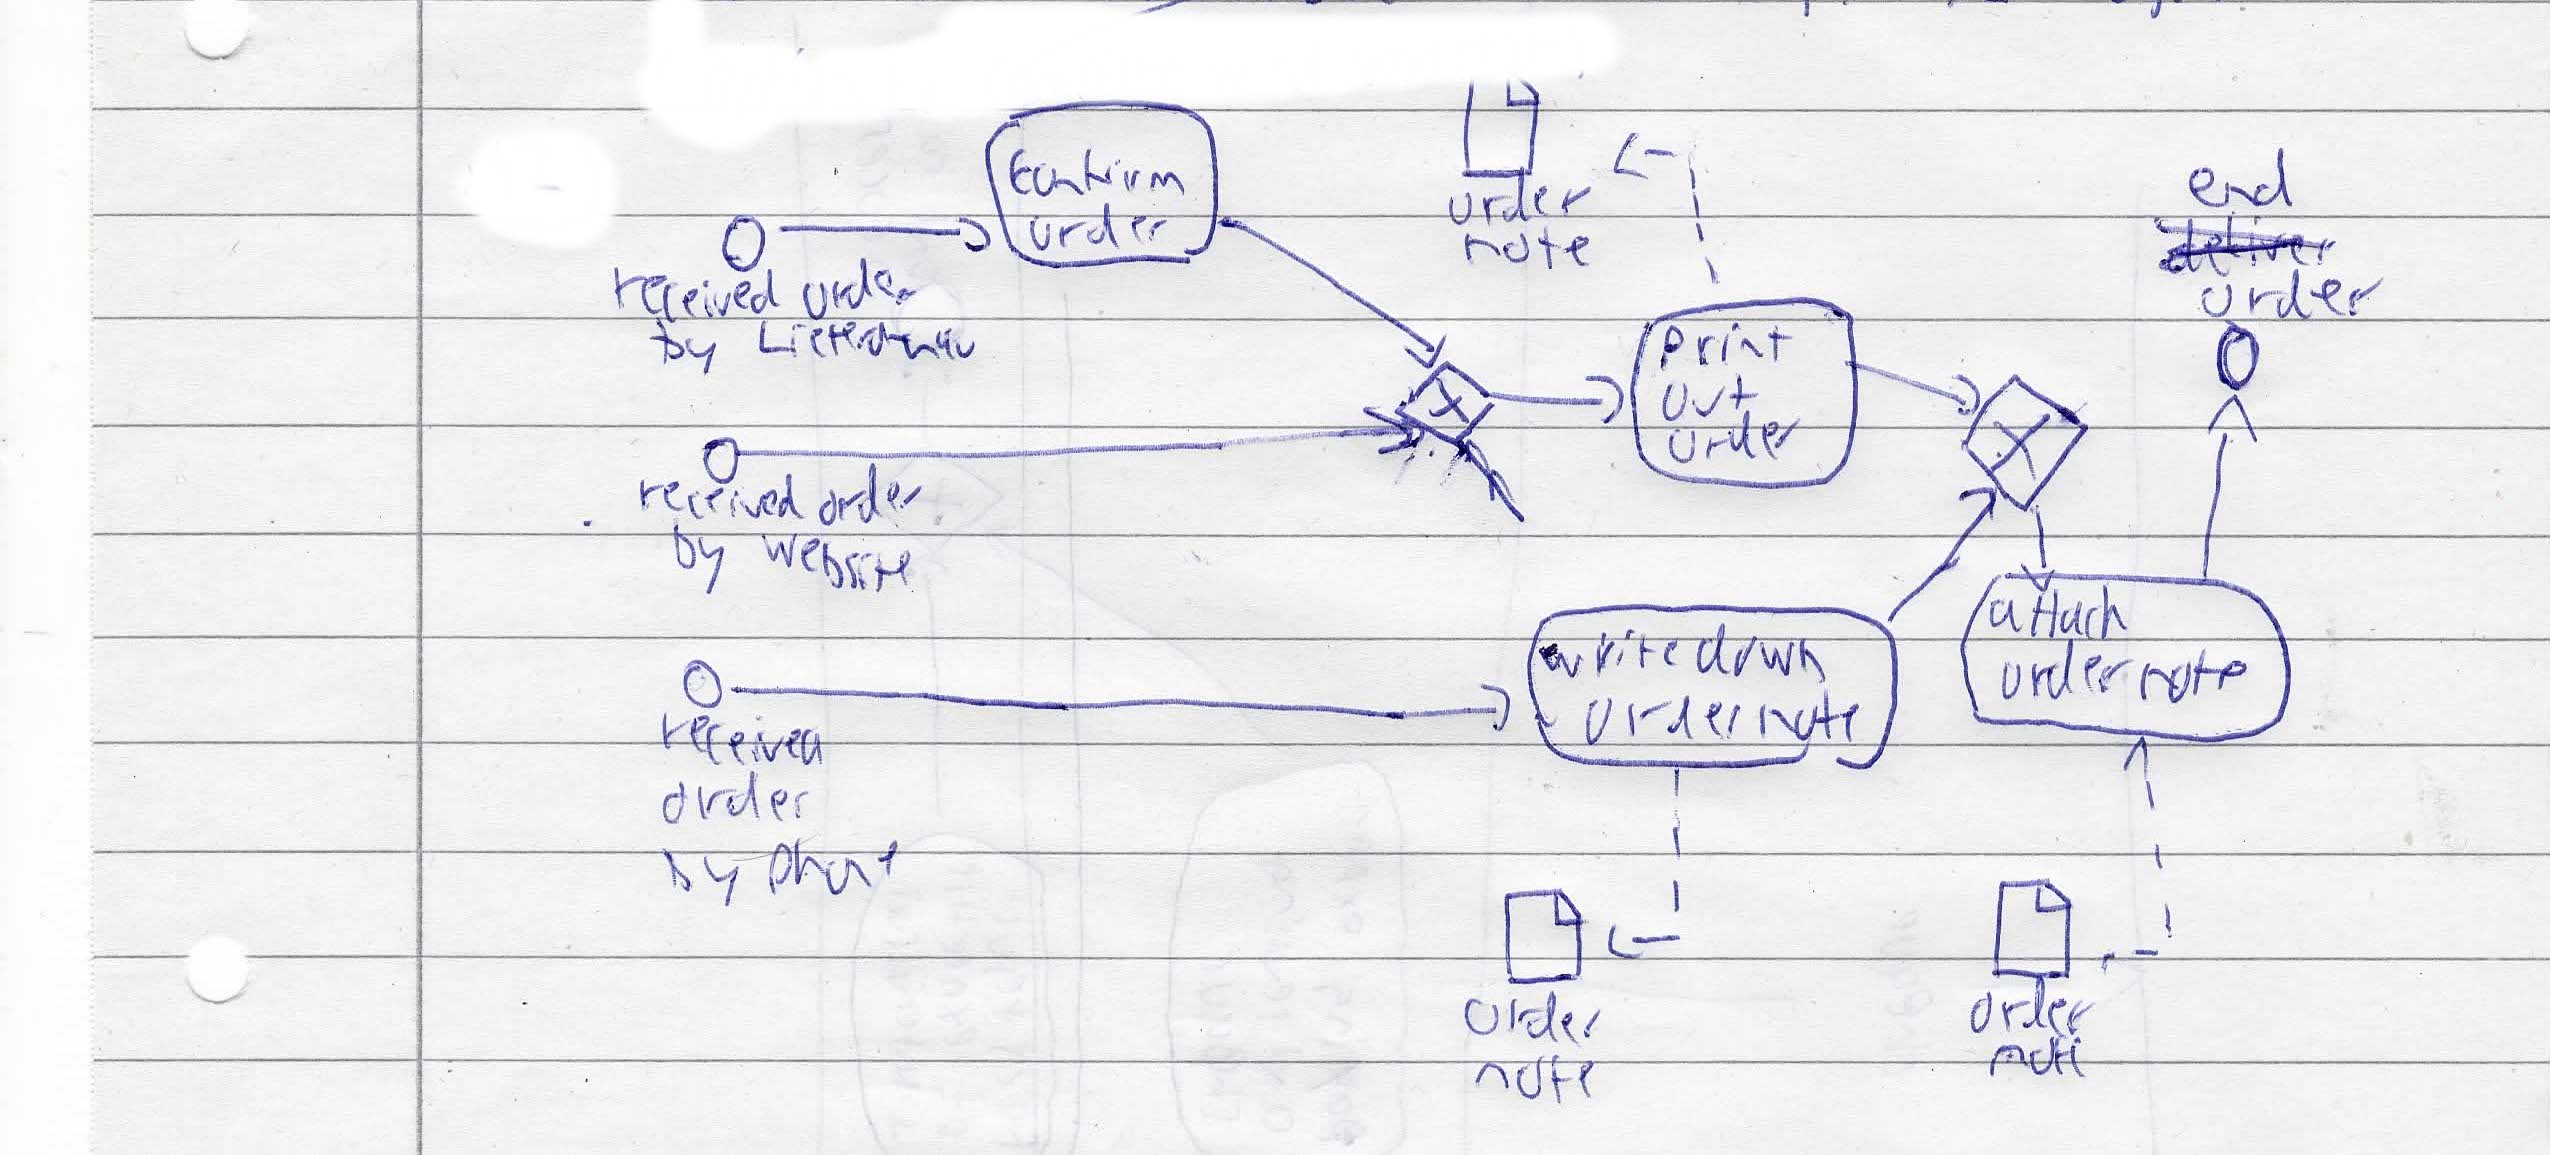 Confirm
order
received order
by Lieferando
order
note
end
deliver
order
print
out
order
received order
by website
attach
order note
write down
order note
received
order
by phone
order
note
order
note